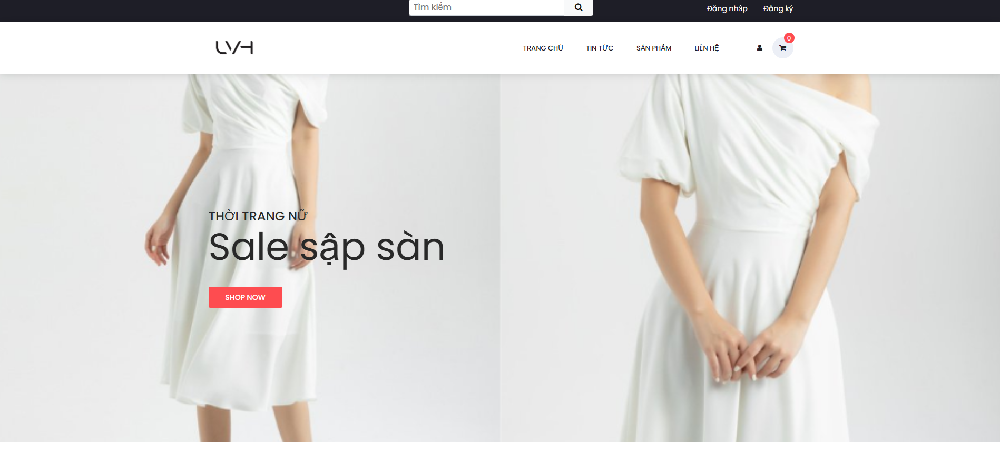 Tìm kiếm
Đăng nhập
Đăng ký
LVH
TRANG CHỦ
TIN TỨC
SẢN PHẨM
LIÊN HỆ
0
THỜI TRANG NỮ
Sale sập sàn
SHOP NOW